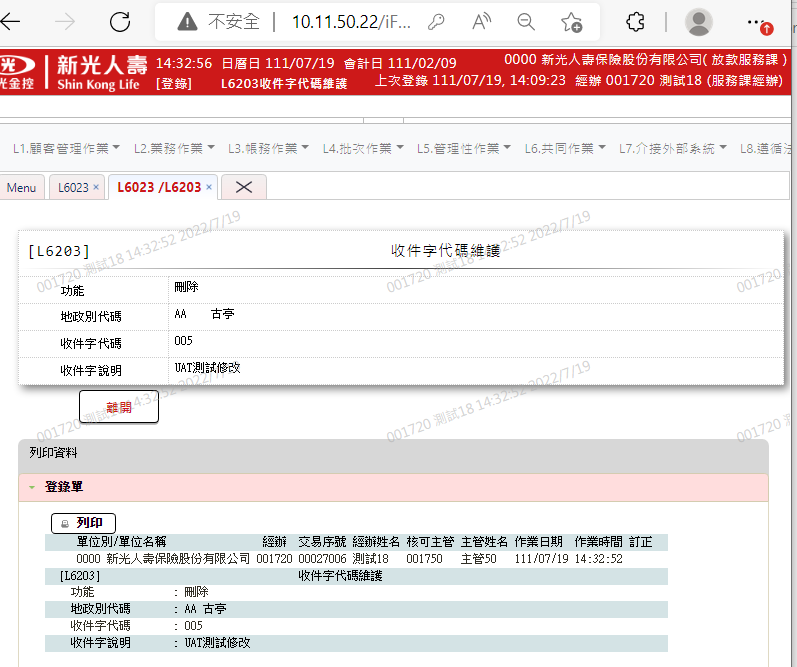 不安全 10.11.50.22/iF...
光金控 新光人壽 Shin Kong Life
14:32:56 日曆日 111/07/19 會計日 111/02/09 0000 新光人壽保險股份有限公司( 放款服務課 )
[登錄] L6203收件字代碼維護 上次登錄 111/07/19, 14:09:23 經辦 001720 測試18 (服務課經辦)
L1.顧客管理作業 L2.業務作業 L3.帳務作業 L4.批次作業 L5.管理性作業 L6.共同作業 L7.介接外部系統 L8.遵循法
Menu L6023 × L6023 /L6203 ×
001720 測試18 14:32:52 2022/7/19
[L6203] 收件字代碼維護
功能 刪除
地政別代碼 AA 古亭
收件字代碼 005
收件字說明 UAT測試修改
離開
001720 測試18 14:32:52 2022/7/19
列印資料
登錄單
列印
單位別/單位名稱 經辦 交易序號 經辦姓名 核可主管 主管姓名 作業日期 作業時間 訂正
0000 新光人壽保險股份有限公司 001720 00027006 測試18 001750 主管50 111/07/19 14:32:52
[L6203] 收件字代碼維護
功能 : 刪除
地政別代碼 : AA 古亭
收件字代碼 : 005
收件字說明 : UAT測試修改